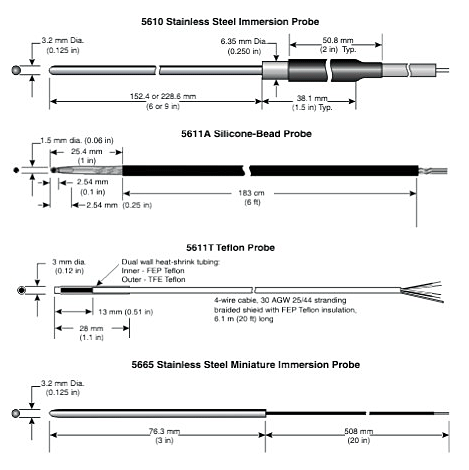 5610 Stainless Steel Immersion Probe
3.2 mm Dia.
(0.125 in)
6.35 mm Dia.
(0.250 in)
50.8 mm
(2 in) Typ.
152.4 or 228.6 mm
(6 or 9 in)
38.1 mm
(1.5 in) Typ.
5611A Silicone-Bead Probe
1.5 mm dia. (0.06 in)
25.4 mm
(1 in)
2.54 mm
(0.1 in)
2.54 mm (0.25 in)
183 cm
(6 ft)
5611T Teflon Probe
3 mm dia.
(0.12 in)
Dual wall heat-shrink tubing:
Inner - FEP Teflon
Outer - TFE Teflon
13 mm (0.51 in)
28 mm
(1.1 in)
4-wire cable, 30 AGW 25/44 stranding
braided shield with FEP Teflon insulation,
6.1 m (20 ft) long
5665 Stainless Steel Miniature Immersion Probe
3.2 mm Dia.
(0.125 in)
76.3 mm
(3 in)
508 mm
(20 in)